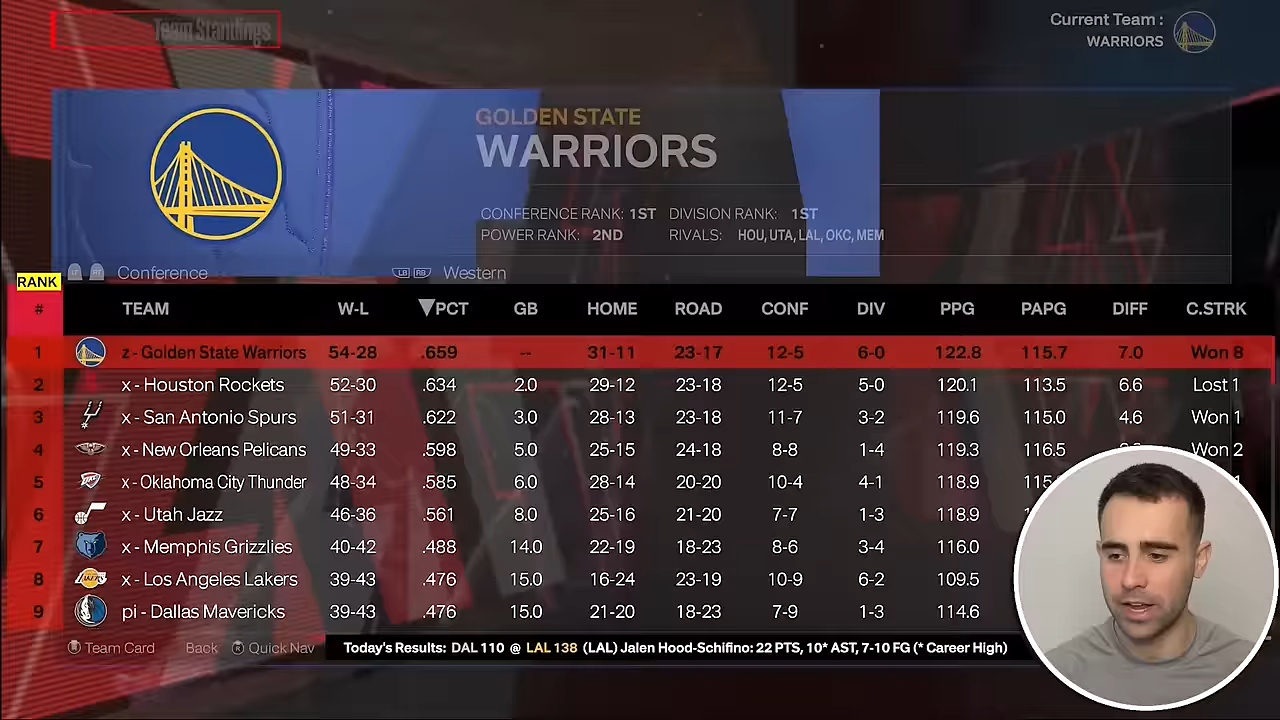 Team Standings
Current Team :
WARRIORS
GOLDEN STATE
WARRIORS
CONFERENCE RANK: 1ST DIVISION RANK: 1ST
POWER RANK: 2ND RIVALS: HOU, UTA, LAL, OKC, MEM
LT RT Conference LB RB Western
RANK
# TEAM W-L ▼PCT GB HOME ROAD CONF DIV PPG PAPG DIFF C.STRK
1 z - Golden State Warriors 54-28 .659 -- 31-11 23-17 12-5 6-0 122.8 115.7 7.0 Won 8
2 x - Houston Rockets 52-30 .634 2.0 29-12 23-18 12-5 5-0 120.1 113.5 6.6 Lost 1
3 x - San Antonio Spurs 51-31 .622 3.0 28-13 23-18 11-7 3-2 119.6 115.0 4.6 Won 1
4 x - New Orleans Pelicans 49-33 .598 5.0 25-15 24-18 8-8 1-4 119.3 116.5 Won 2
5 x - Oklahoma City Thunder 48-34 .585 6.0 28-14 20-20 10-4 4-1 118.9
6 x - Utah Jazz 46-36 .561 8.0 25-16 21-20 7-7 1-3 118.9
7 x - Memphis Grizzlies 40-42 .488 14.0 22-19 18-23 8-6 3-4 116.0
8 x - Los Angeles Lakers 39-43 .476 15.0 16-24 23-19 10-9 6-2 109.5
9 pi - Dallas Mavericks 39-43 .476 15.0 21-20 18-23 7-9 1-3 114.6
Team Card Back R Quick Nav Today's Results: DAL 110 @ LAL 138 (LAL) Jalen Hood-Schifino: 22 PTS, 10* AST, 7-10 FG (* Career High)